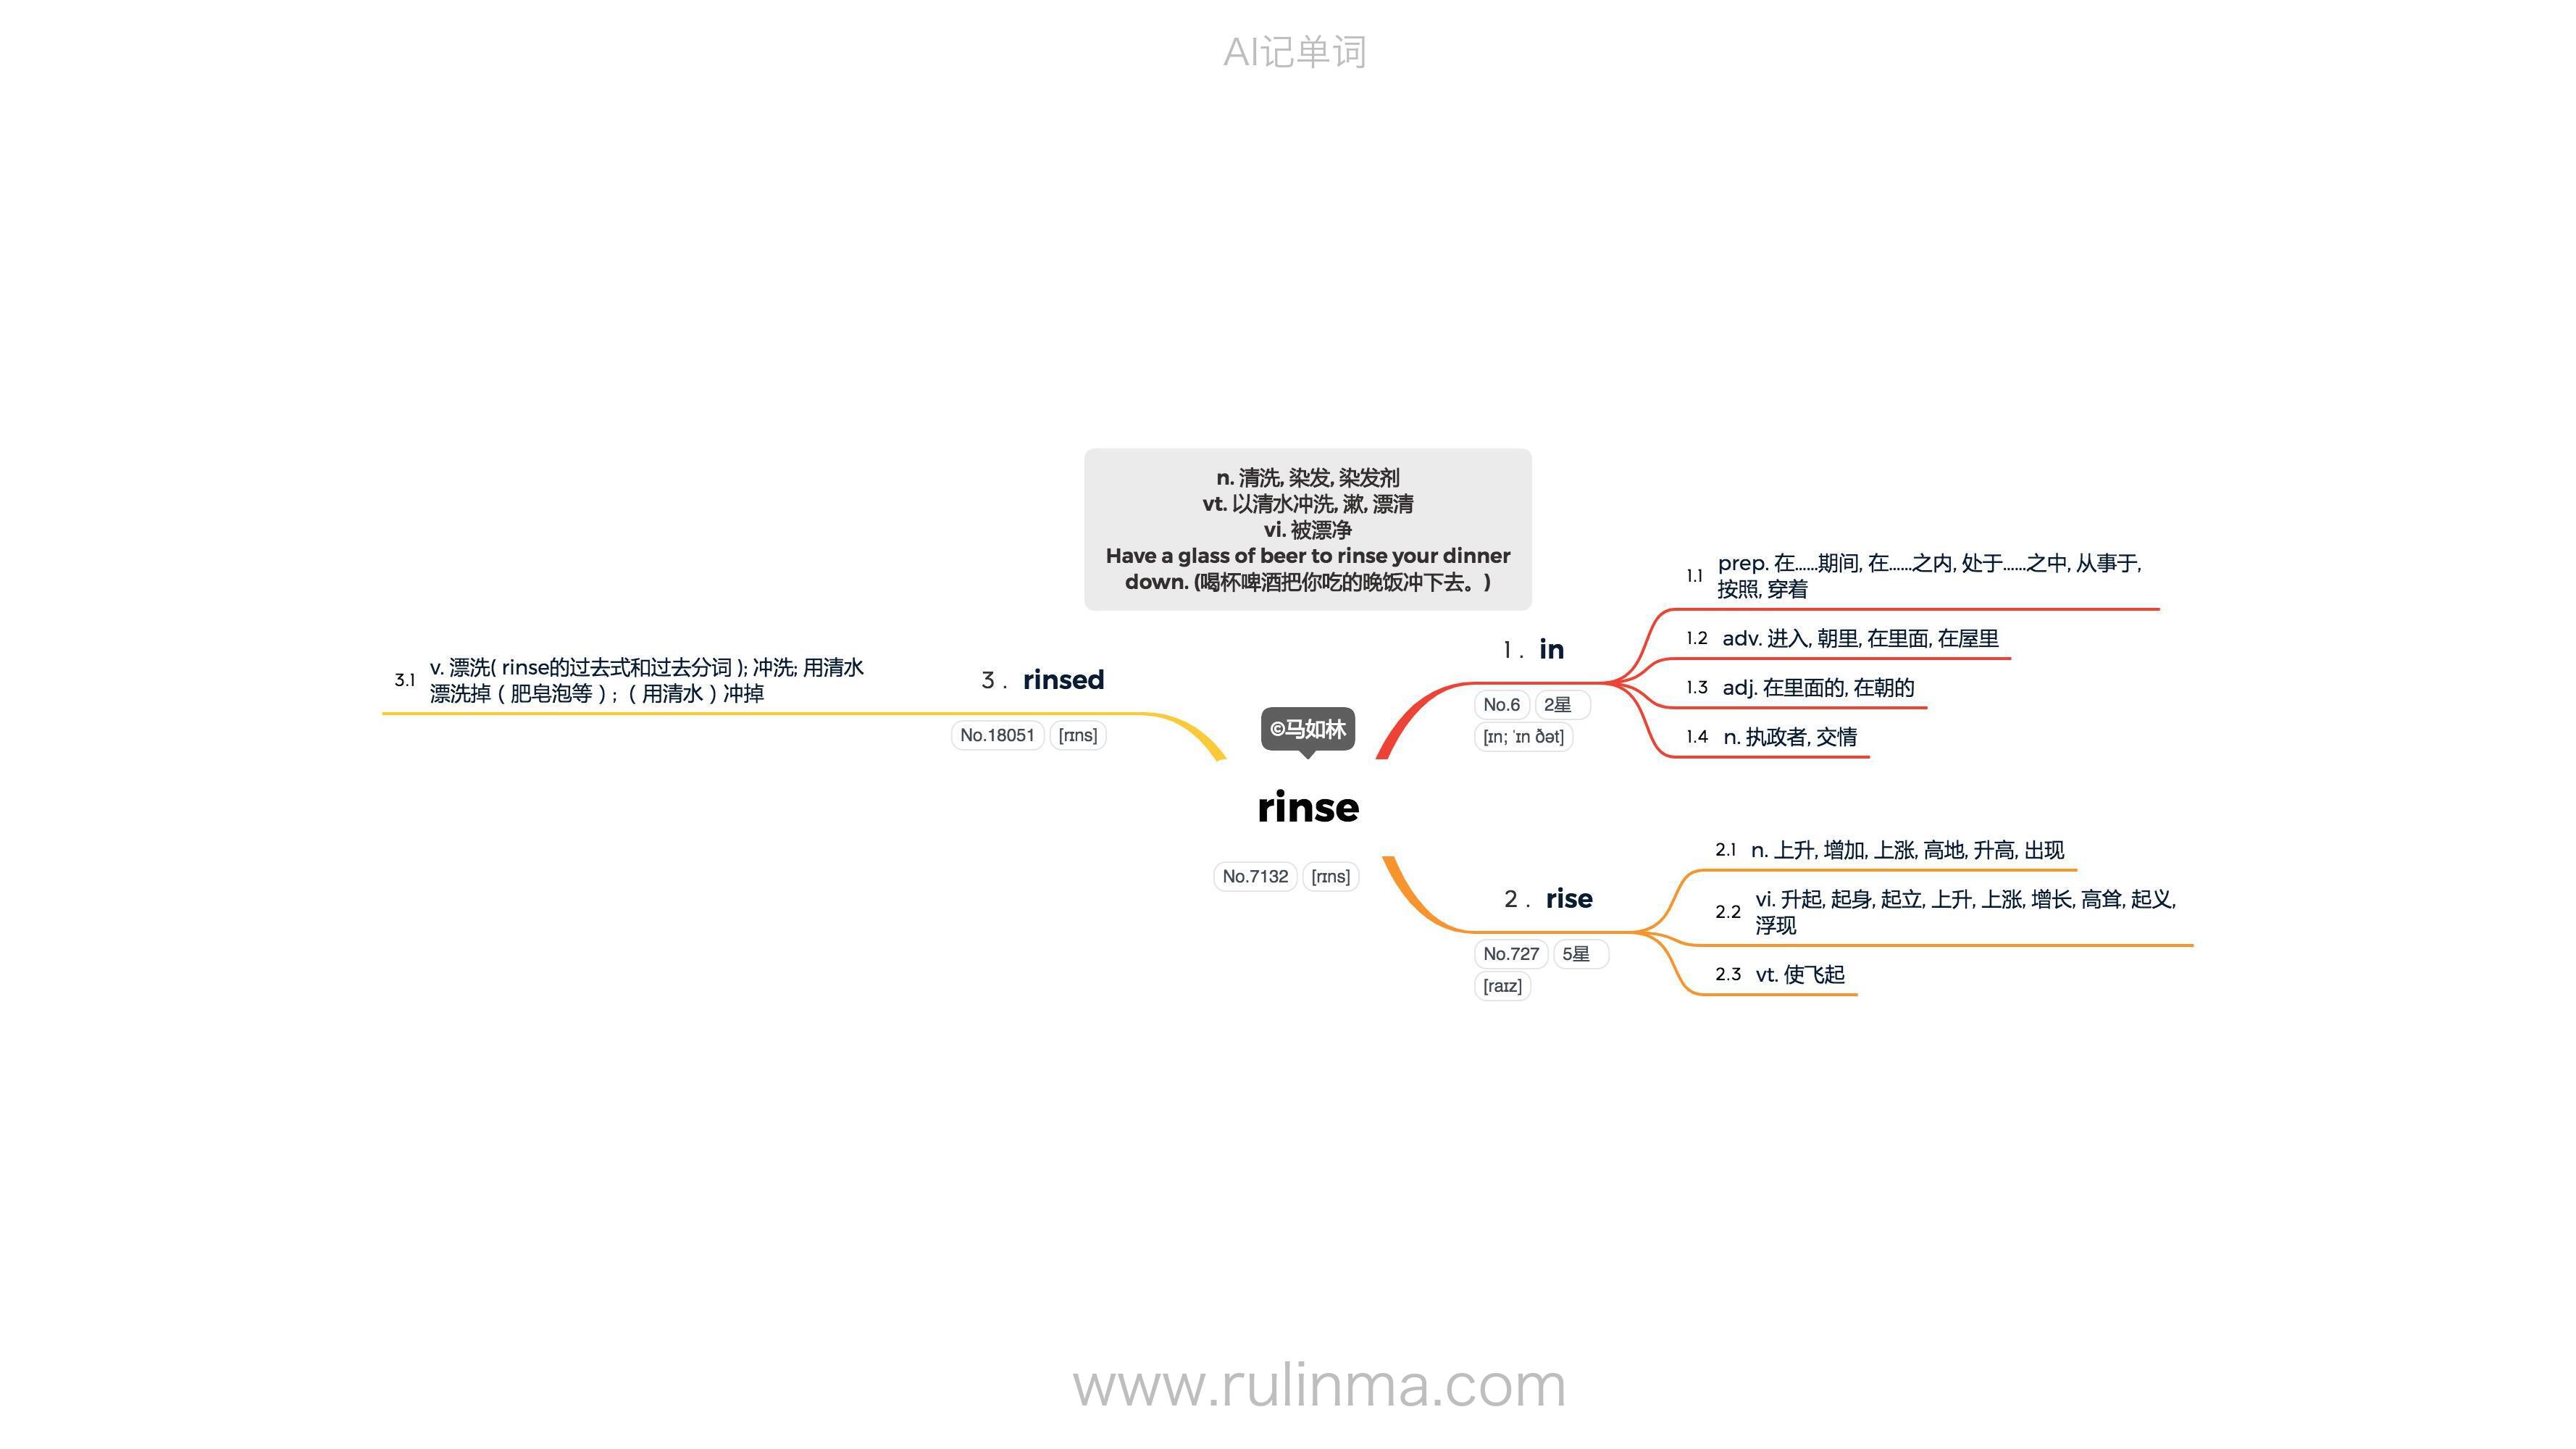 AI记单词
n. 清洗, 染发, 染发剂
vt. 以清水冲洗, 漱, 漂清
vi. 被漂净
Have a glass of beer to rinse your dinner
down. (喝杯啤酒把你吃的晚饭冲下去。)
©马如林
rinse
No.7132 [rɪns]
1. in
No.6 2星
[ɪn; ˈɪn ðət]
1.1 prep. 在……期间, 在……之内, 处于……之中, 从事于,
按照, 穿着
1.2 adv. 进入, 朝里, 在里面, 在屋里
1.3 adj. 在里面的, 在朝的
1.4 n. 执政者, 交情
2. rise
No.727 5星
[raɪz]
2.1 n. 上升, 增加, 上涨, 高地, 升高, 出现
2.2 vi. 升起, 起身, 起立, 上升, 上涨, 增长, 高耸, 起义,
浮现
2.3 vt. 使飞起
3. rinsed
No.18051 [rɪns]
3.1 v. 漂洗( rinse的过去式和过去分词 ); 冲洗; 用清水
漂洗掉（肥皂泡等）; （用清水）冲掉
www.rulinma.com